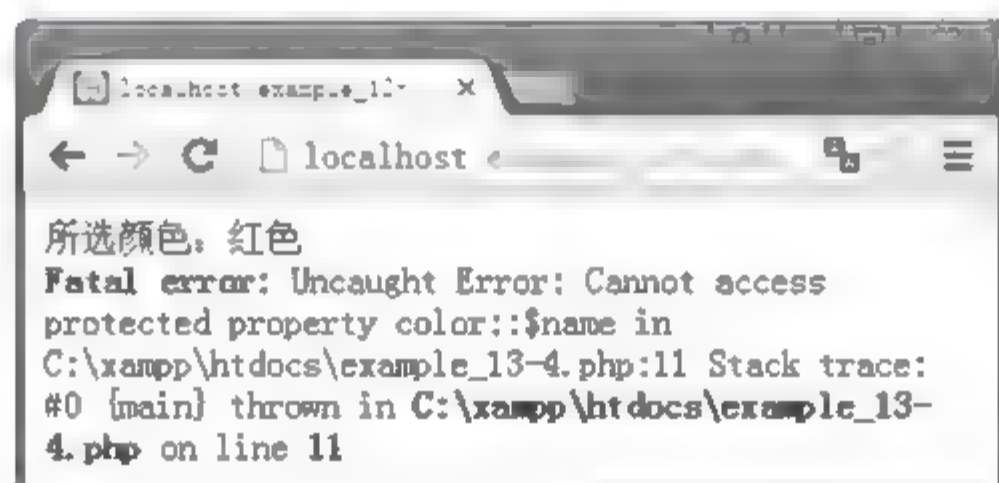 localhost example_13-
localhost
所选颜色：红色
Fatal error: Uncaught Error: Cannot access
protected property color::$name in
C:\xampp\htdocs\example_13-4.php:11 Stack trace:
#0 {main} thrown in C:\xampp\htdocs\example_13-
4.php on line 11